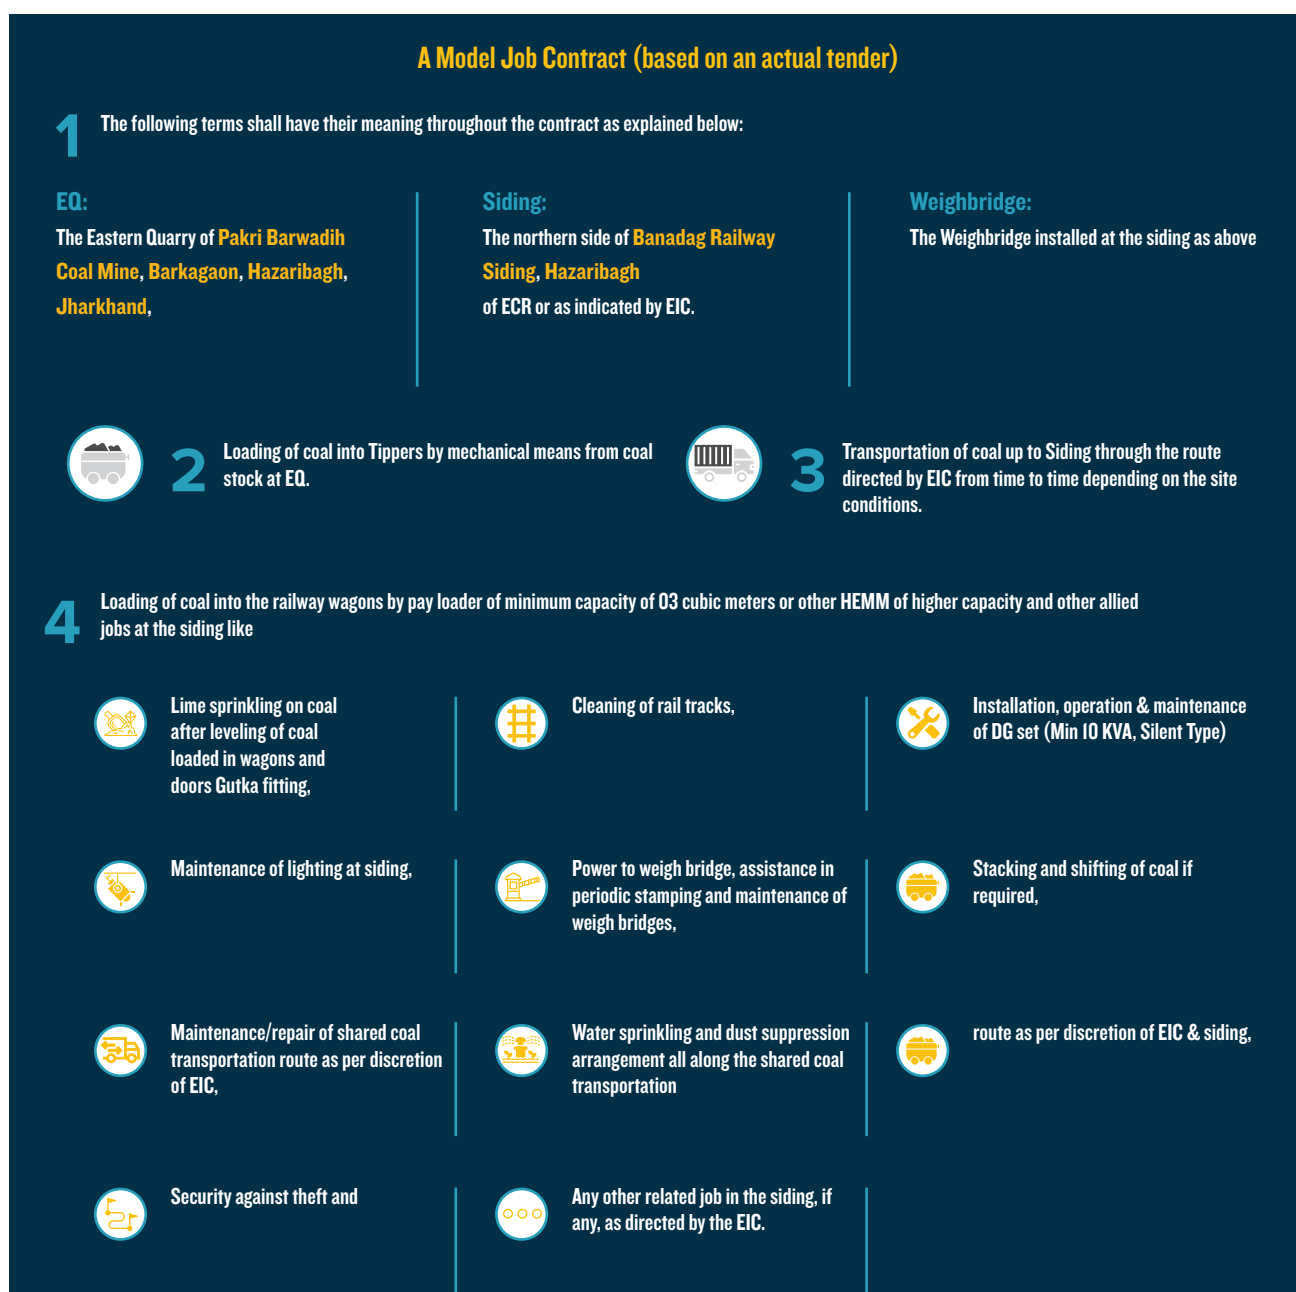 A Model Job Contract (based on an actual tender)
1
The following terms shall have their meaning throughout the contract as explained below:
EQ:
The Eastern Quarry of Pakri Barwadih
Coal Mine, Barkagaon, Hazaribagh,
Jharkhand,
Siding:
The northern side of Banadag Railway
Siding, Hazaribagh
of ECR or as indicated by EIC.
Weighbridge:
The Weighbridge installed at the siding as above
2
Loading of coal into Tippers by mechanical means from coal
stock at EQ.
3
Transportation of coal up to Siding through the route
directed by EIC from time to time depending on the site
conditions.
4
Loading of coal into the railway wagons by pay loader of minimum capacity of 03 cubic meters or other HEMM of higher capacity and other allied
jobs at the siding like
Lime sprinkling on coal
after leveling of coal
loaded in wagons and
doors Gutka fitting,
Cleaning of rail tracks,
Installation, operation & maintenance
of DG set (Min 10 KVA, Silent Type)
Maintenance of lighting at siding,
Power to weigh bridge, assistance in
periodic stamping and maintenance of
weigh bridges,
Stacking and shifting of coal if
required,
Maintenance/repair of shared coal
transportation route as per discretion
of EIC,
Water sprinkling and dust suppression
arrangement all along the shared coal
transportation
route as per discretion of EIC & siding,
Security against theft and
Any other related job in the siding, if
any, as directed by the EIC.